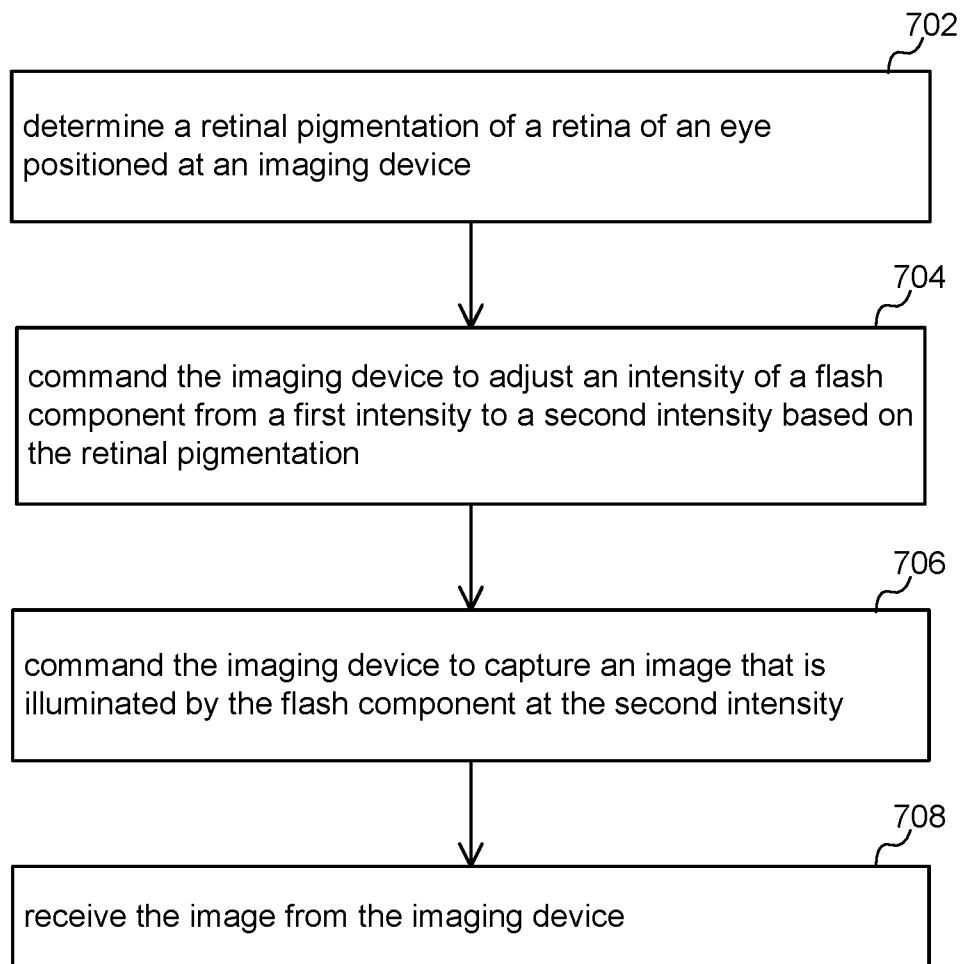 702
determine a retinal pigmentation of a retina of an eye
positioned at an imaging device
704
command the imaging device to adjust an intensity of a flash
component from a first intensity to a second intensity based on
the retinal pigmentation
706
command the imaging device to capture an image that is
illuminated by the flash component at the second intensity
708
receive the image from the imaging device